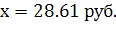 x = 28.61 руб.